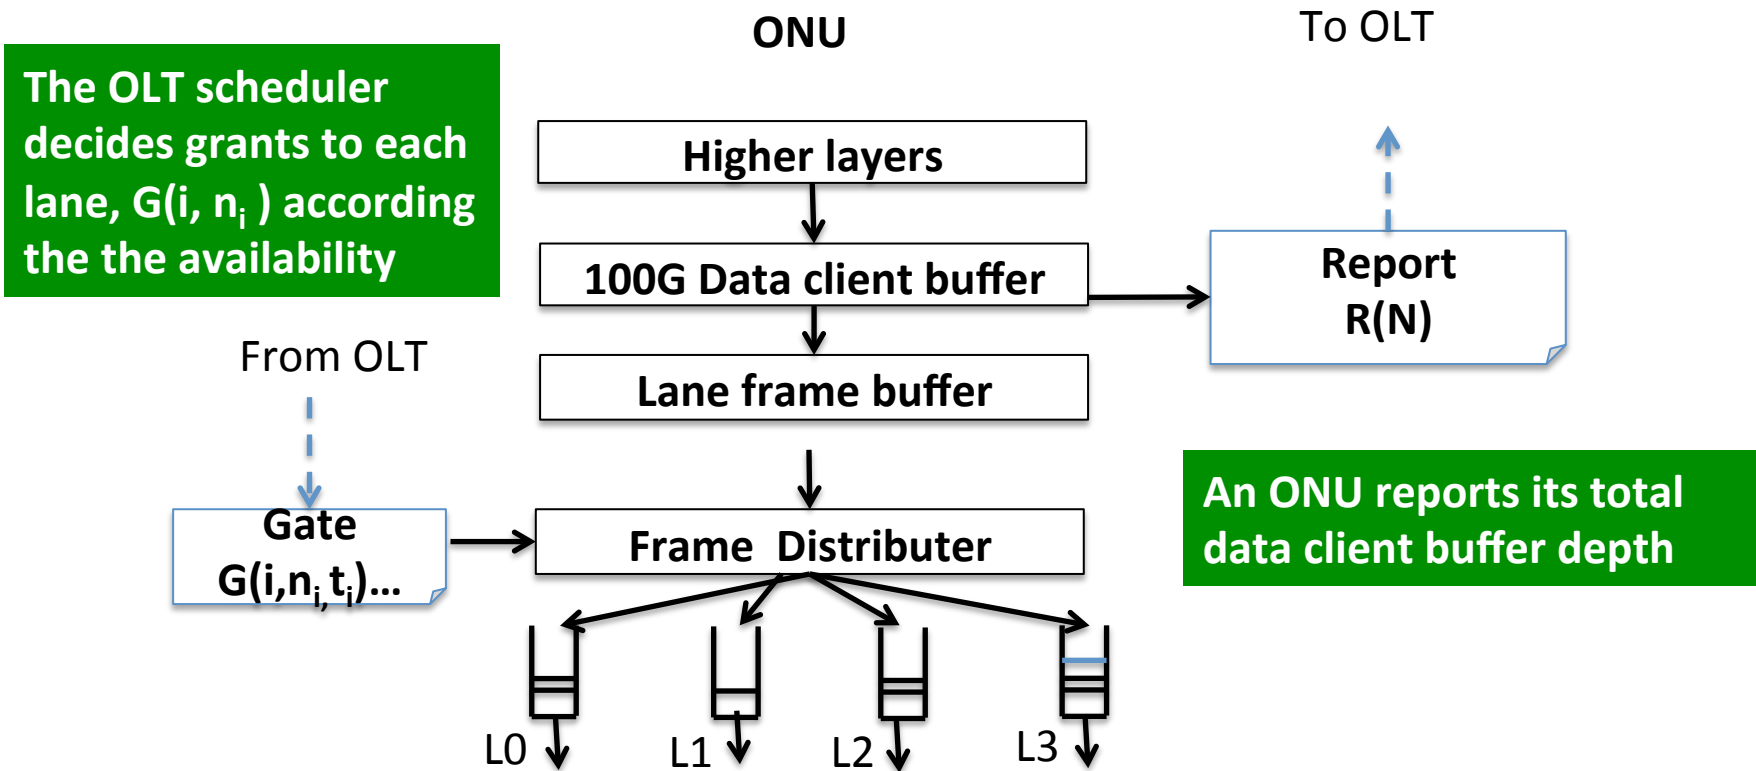 ONU
To OLT
The OLT scheduler
decides grants to each
lane, G(i, nᵢ ) according
the the availability
Higher layers
100G Data client buffer
Report
R(N)
From OLT
Lane frame buffer
Gate
G(i,nᵢ,tᵢ)...
Frame  Distributer
An ONU reports its total
data client buffer depth
L0
L1
L2
L3